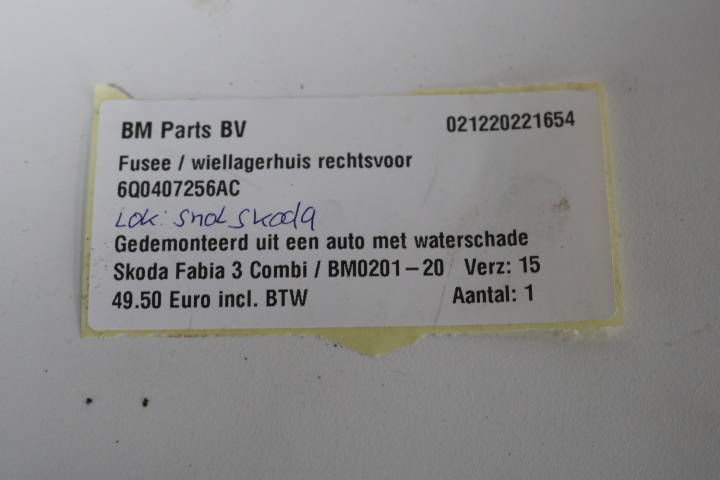 BM Parts BV 021220221654
Fusee / wiellagerhuis rechtsvoor
6Q0407256AC
Lok: Snol Skoda
Gedemonteerd uit een auto met waterschade
Skoda Fabia 3 Combi / BM0201-20 Verz: 15
49.50 Euro incl. BTW Aantal: 1